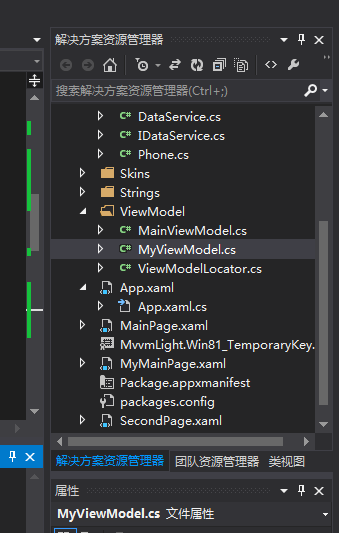 解决方案资源管理器
搜索解决方案资源管理器(Ctrl+;)
DataService.cs
IDataService.cs
Phone.cs
Skins
Strings
ViewModel
MainViewModel.cs
MyViewModel.cs
ViewModelLocator.cs
App.xaml
App.xaml.cs
MainPage.xaml
MvvmLight.Win81_TemporaryKey.
MyMainPage.xaml
Package.appxmanifest
packages.config
SecondPage.xaml
解决方案资源管理器 团队资源管理器 类视图
属性
MyViewModel.cs 文件属性